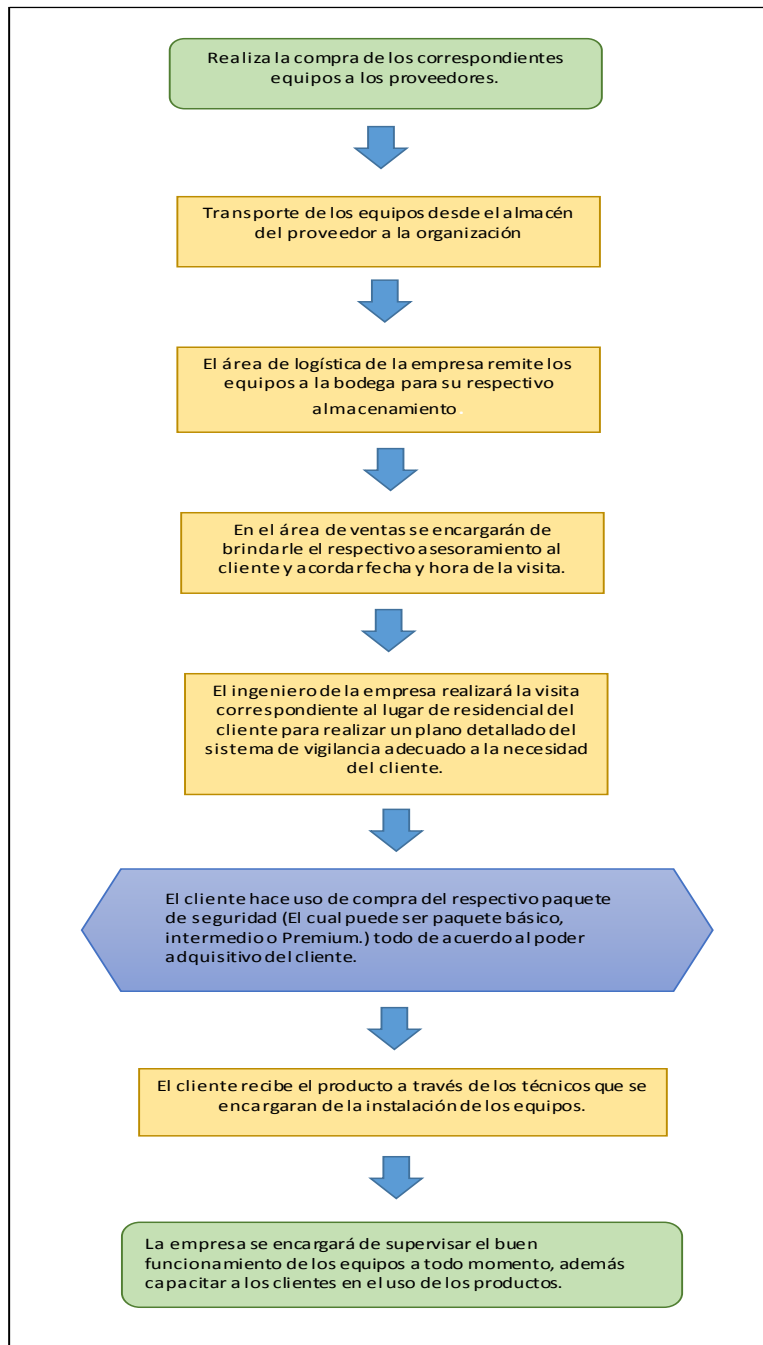 Realiza la compra de los correspondientes
equipos a los proveedores.
Transporte de los equipos desde el almacén
del proveedor a la organización
El área de logística de la empresa remite los
equipos a la bodega para su respectivo
almacenamiento.
En el área de ventas se encargarán de
brindarle el respectivo asesoramiento al
cliente y acordar fecha y hora de la visita.
El ingeniero de la empresa realizará la visita
correspondiente al lugar de residencial del
cliente para realizar un plano detallado del
sistema de vigilancia adecuado a la necesidad
del cliente.
El cliente hace uso de compra del respectivo paquete
de seguridad (El cual puede ser paquete básico,
intermedio o Premium.) todo de acuerdo al poder
adquisitivo del cliente.
El cliente recibe el producto a través de los técnicos que se
encargaran de la instalación de los equipos.
La empresa se encargará de supervisar el buen
funcionamiento de los equipos a todo momento, además
capacitar a los clientes en el uso de los productos.